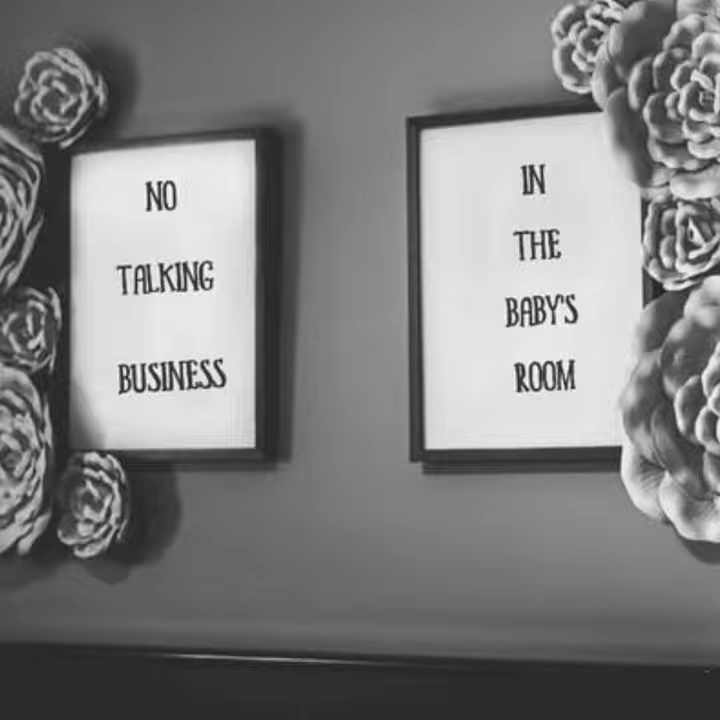 NO
TALKING
BUSINESS
IN
THE
BABY'S
ROOM